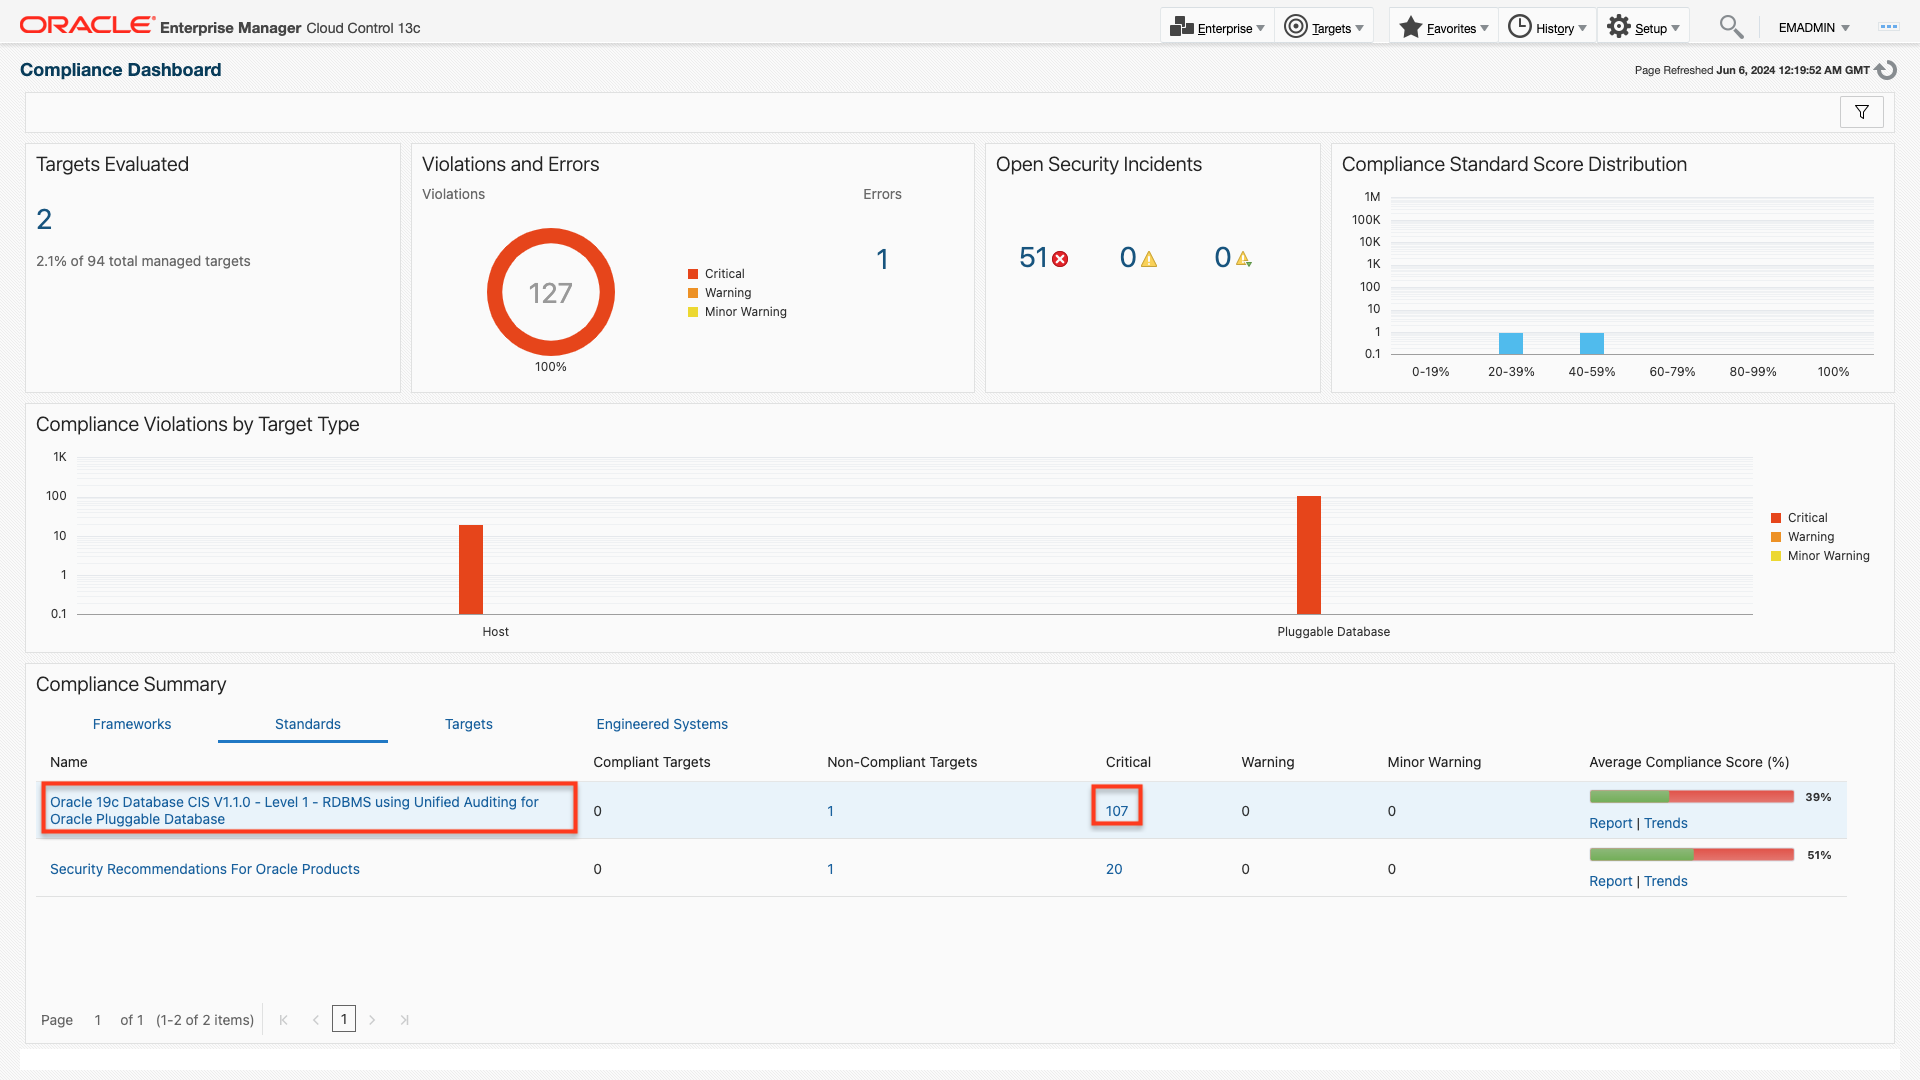 ORACLE Enterprise Manager Cloud Control 13c
Enterprise Targets Favorites History Setup EMADMIN
Compliance Dashboard
Page Refreshed Jun 6, 2024 12:19:52 AM GMT
Targets Evaluated
2
2.1% of 94 total managed targets
Violations and Errors
Violations Errors
127
100%
Critical
Warning
Minor Warning
1
Open Security Incidents
51 0 0
Compliance Standard Score Distribution
1M
100K
10K
1K
100
10
1
0.1
0-19% 20-39% 40-59% 60-79% 80-99% 100%
Compliance Violations by Target Type
1K
100
10
1
0.1
Host Pluggable Database
Critical
Warning
Minor Warning
Compliance Summary
Frameworks Standards Targets Engineered Systems
Name Compliant Targets Non-Compliant Targets Critical Warning Minor Warning Average Compliance Score (%)
Oracle 19c Database CIS V1.1.0 - Level 1 - RDBMS using Unified Auditing for
Oracle Pluggable Database
0 1 107 0 0 39%
Report | Trends
Security Recommendations For Oracle Products 0 1 20 0 0 51%
Report | Trends
Page 1 of 1 (1-2 of 2 items) 1